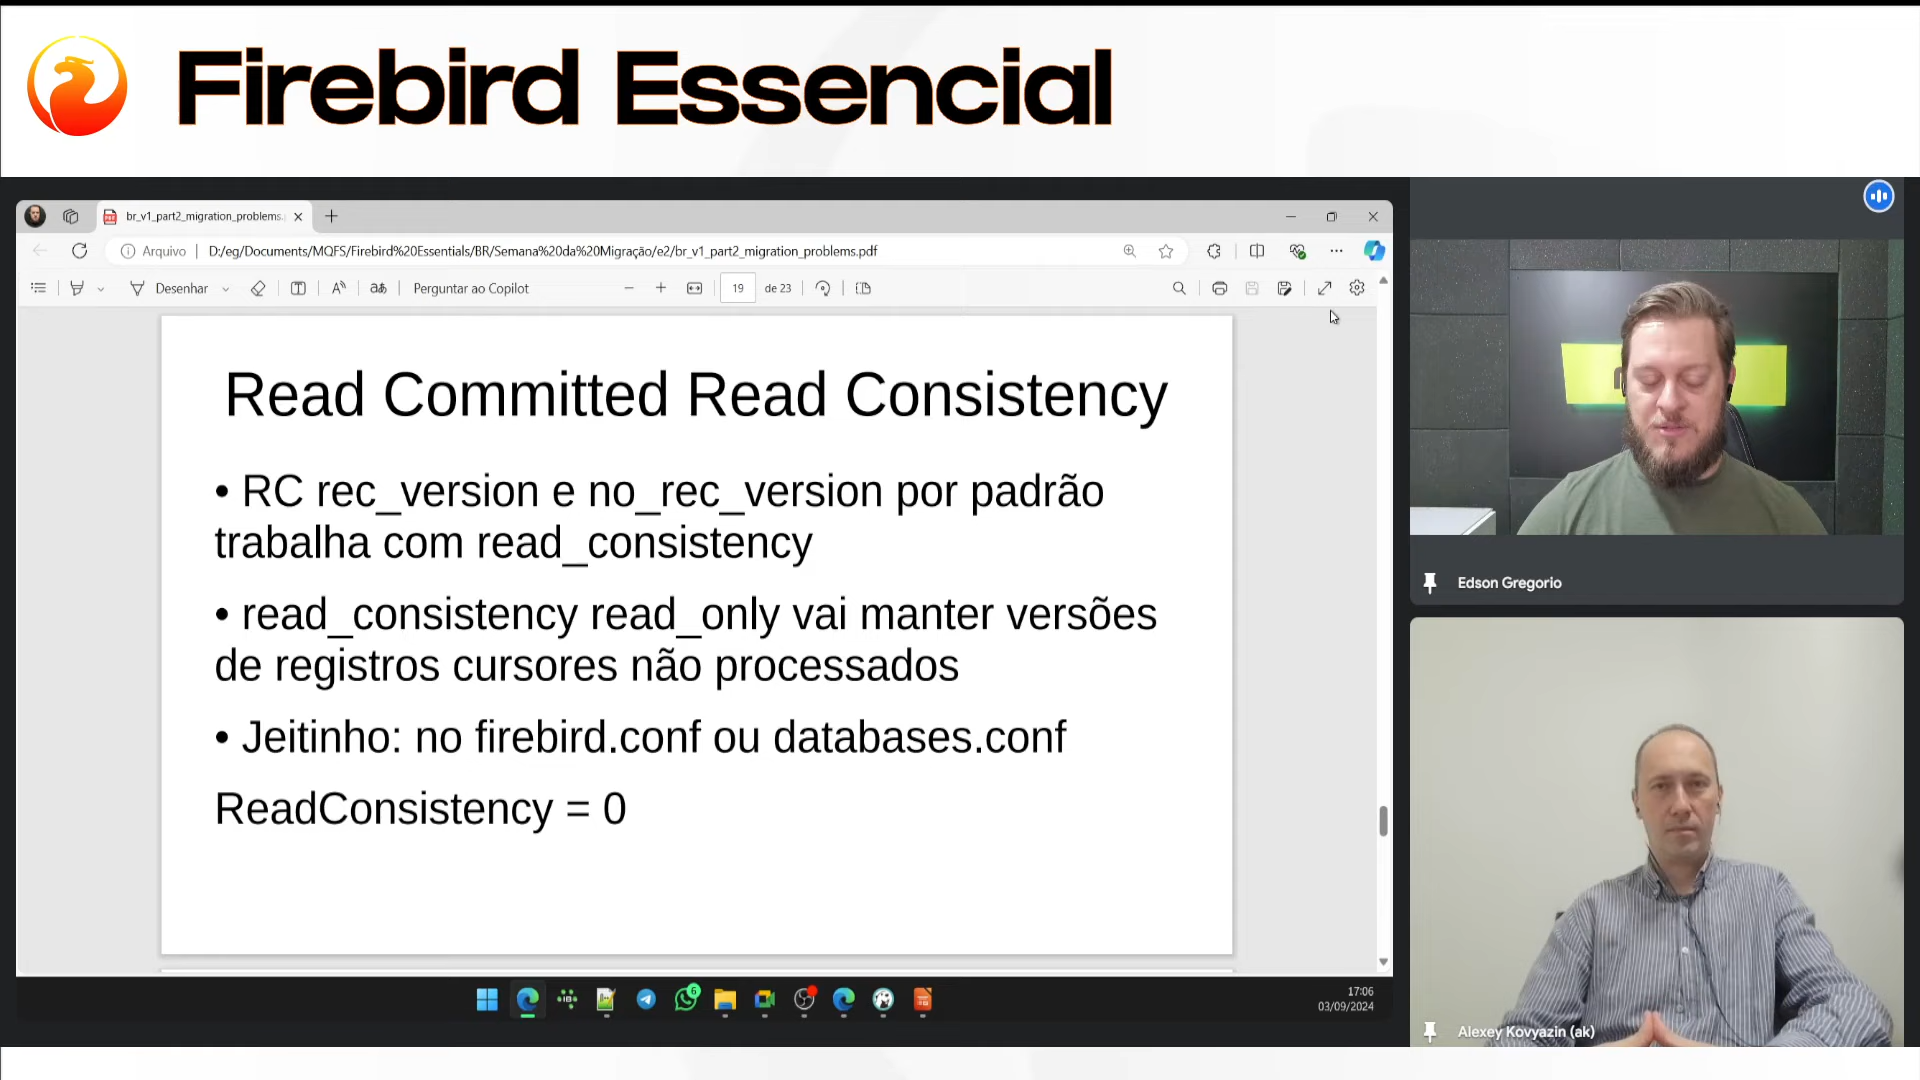 Firebird Essencial
br_v1_part2_migration_problems.
Arquivo
D:/eg/Documents/MQFS/Firebird%20Essentials/BR/Semana%20da%20Migração/e2/br_v1_part2_migration_problems.pdf
Desenhar
Perguntar ao Copilot
19 de 23
Read Committed Read Consistency
• RC rec_version e no_rec_version por padrão
trabalha com read_consistency
• read_consistency read_only vai manter versões
de registros cursores não processados
• Jeitinho: no firebird.conf ou databases.conf
ReadConsistency = 0
6
17:06
03/09/2024
Edson Gregorio
Alexey Kovyazin (ak)